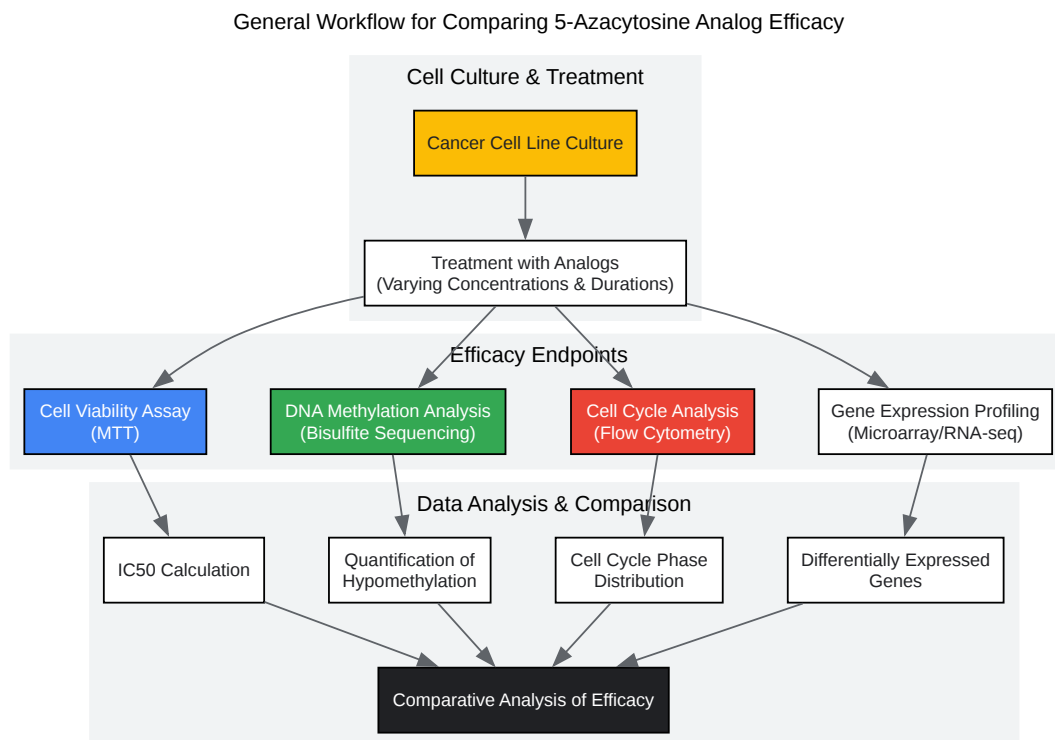 General Workflow for Comparing 5-Azacytosine Analog Efficacy
Cell Culture & Treatment
Cancer Cell Line Culture
Treatment with Analogs
(Varying Concentrations & Durations)
Efficacy Endpoints
Cell Viability Assay
(MTT)
DNA Methylation Analysis
(Bisulfite Sequencing)
Cell Cycle Analysis
(Flow Cytometry)
Gene Expression Profiling
(Microarray/RNA-seq)
Data Analysis & Comparison
IC50 Calculation
Quantification of
Hypomethylation
Cell Cycle Phase
Distribution
Differentially Expressed
Genes
Comparative Analysis of Efficacy